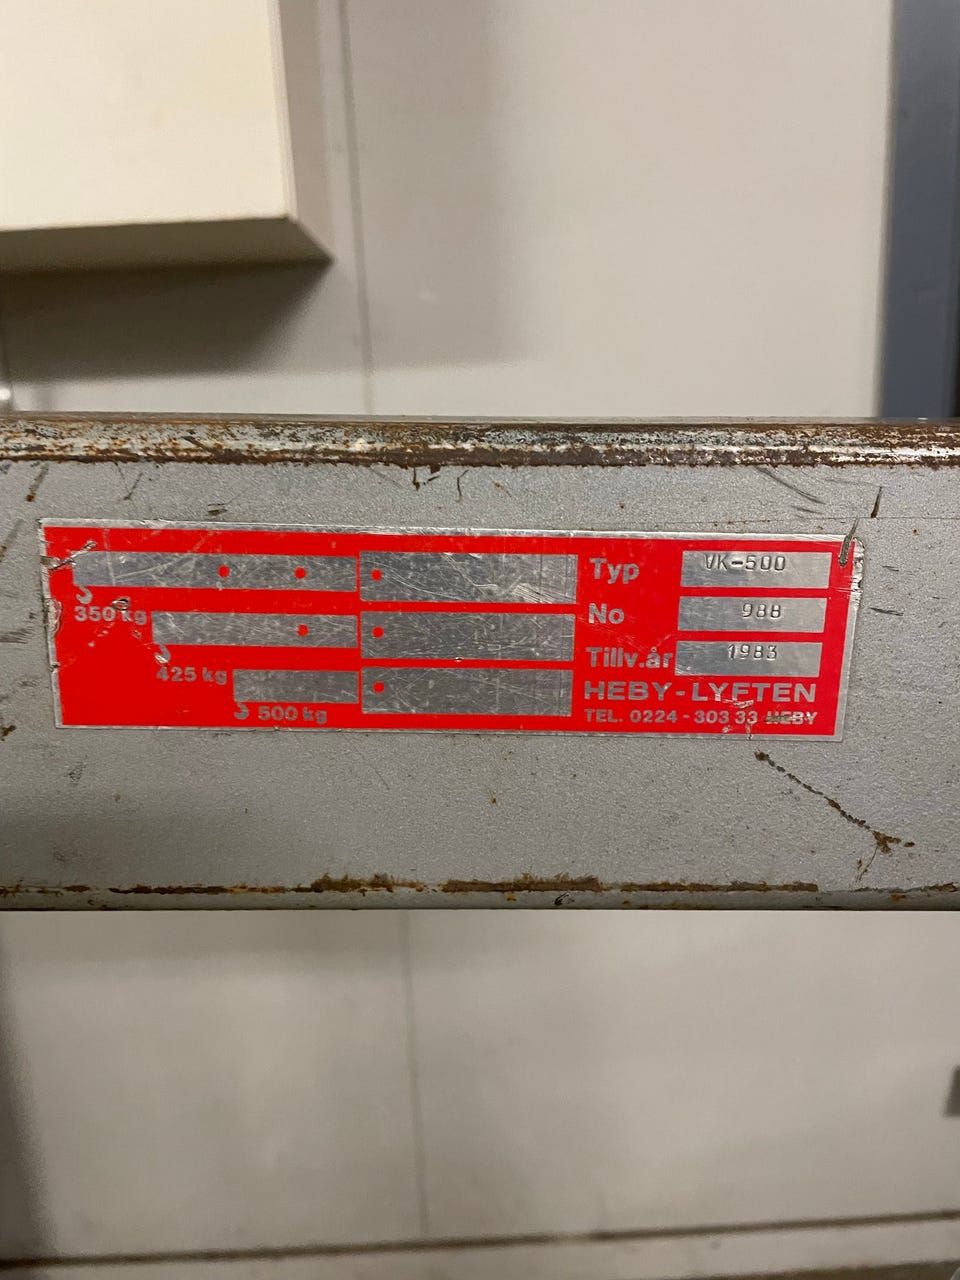 350 kg
425 kg
500 kg
Typ VK-500
No 988
Tillv.år 1983
HEBY-LYFTEN
TEL. 0224-303 33 HEBY